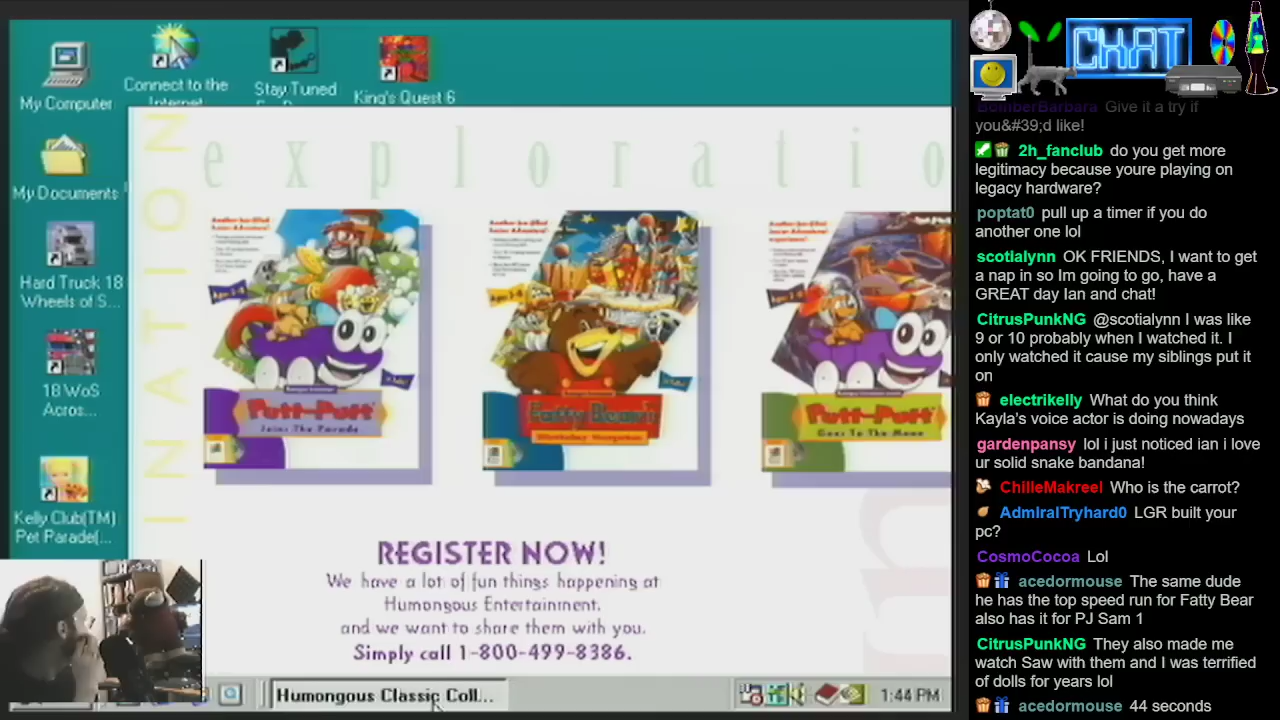 My Computer
Connect to the
Internet
Stay Tuned
King's Quest 6
My Documents
Hard Truck 18
Wheels of S...
18 WoS
Acros...
Kelly Club(TM)
Pet Parade(...
INATION
exploratio
Putt-Putt
Joins The Parade
Fatty Bear's
Birthday Surprise
Putt-Putt
Goes To The Moon
REGISTER NOW!
We have a lot of fun things happening at
Humongous Entertainment,
and we want to share them with you.
Simply call 1-800-499-8386.
Humongous Classic Coll...
1:44 PM
CHAT
BomberBarbara Give it a try if
you&#39;d like!
2h_fanclub do you get more
legitimacy because youre playing on
legacy hardware?
poptat0 pull up a timer if you do
another one lol
scotialynn OK FRIENDS, I want to
get a nap in so Im going to go, have a
GREAT day Ian and chat!
CitrusPunkNG @scotialynn I was like
9 or 10 probably when I watched it. I
only watched it cause my siblings put it
on
electrikelly What do you think
Kayla's voice actor is doing nowadays
gardenpansy lol i just noticed ian i love
ur solid snake bandana!
ChilleMakreel Who is the carrot?
AdmiralTryhard0 LGR built your
pc?
CosmoCocoa Lol
acedormouse The same dude
he has the top speed run for Fatty Bear
also has it for PJ Sam 1
CitrusPunkNG They also made me
watch Saw with them and I was terrified
of dolls for years lol
acedormouse 44 seconds